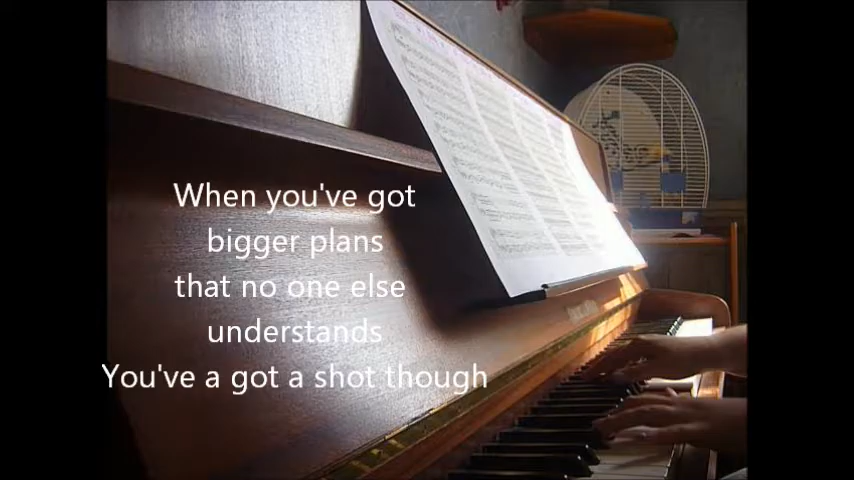 When you've got
bigger plans
that no one else
understands
You've a got a shot though